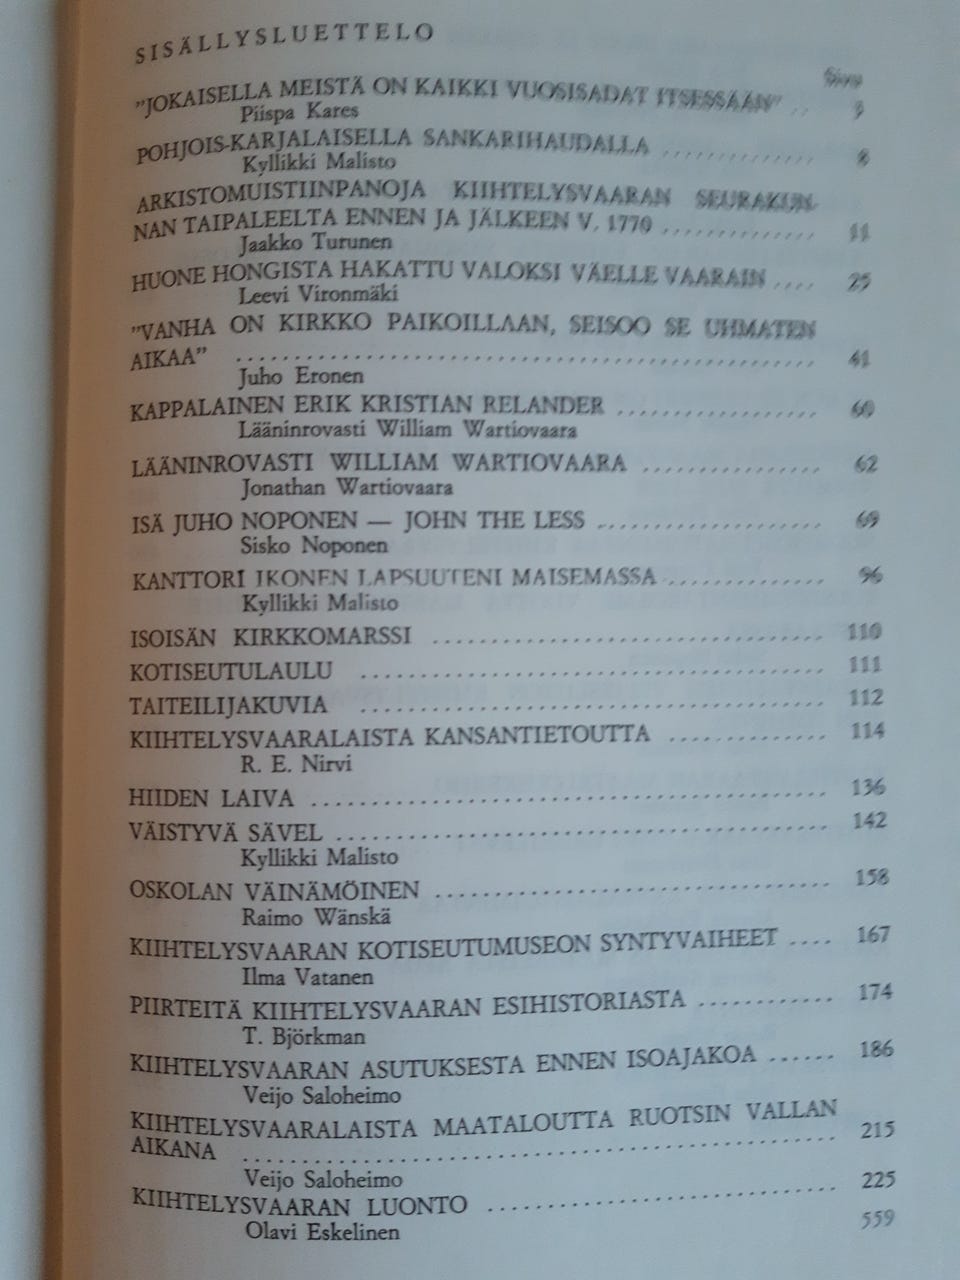 SISÄLLYSLUETTELO
Sivu
"JOKAISELLA MEISTÄ ON KAIKKI VUOSISADAT ITSESSÄÄN" ..
Piispa Kares
POHJOIS-KARJALAISELLA SANKARIHAUDALLA .............. 8
Kyllikki Malisto
ARKISTOMUISTIINPANOJA KIIHTELYSVAARAN SEURAKUN-
NAN TAIPALEELTA ENNEN JA JÄLKEEN V. 1770 .............. 11
Jaakko Turunen
HUONE HONGISTA HAKATTU VALOKSI VÄELLE VAARAIN .... 25
Leevi Vironmäki
"VANHA ON KIRKKO PAIKOILLAAN, SEISOO SE UHMATEN
AIKAA" .................................................. 41
Juho Eronen
KAPPALAINEN ERIK KRISTIAN RELANDER ................. 60
Lääninrovasti William Wartiovaara
LÄÄNINROVASTI WILLIAM WARTIOVAARA ............... 62
Jonathan Wartiovaara
ISÄ JUHO NOPONEN — JOHN THE LESS ................... 69
Sisko Noponen
KANTTORI IKONEN LAPSUUTENI MAISEMASSA ............. 96
Kyllikki Malisto
ISOISÄN KIRKKOMARSSI ................................. 110
KOTISEUTULAULU ....................................... 111
TAITEILIJAKUVIA ....................................... 112
KIIHTELYSVAARALAISTA KANSANTIETOUTTA ............. 114
R. E. Nirvi
HIIDEN LAIVA ........................................... 136
VÄISTYVÄ SÄVEL ......................................... 142
Kyllikki Malisto
OSKOLAN VÄINÄMÖINEN ................................. 158
Raimo Wänskä
KIIHTELYSVAARAN KOTISEUTUMUSEON SYNTYVAIHEET .... 167
Ilma Vatanen
PIIRTEITÄ KIIHTELYSVAARAN ESIHISTORIASTA ............ 174
T. Björkman
KIIHTELYSVAARAN ASUTUKSESTA ENNEN ISOAJAKOA ...... 186
Veijo Saloheimo
KIIHTELYSVAARALAISTA MAATALOUTTA RUOTSIN VALLAN
AIKANA .................................................. 215
Veijo Saloheimo
KIIHTELYSVAARAN LUONTO .............................. 225
Olavi Eskelinen
559